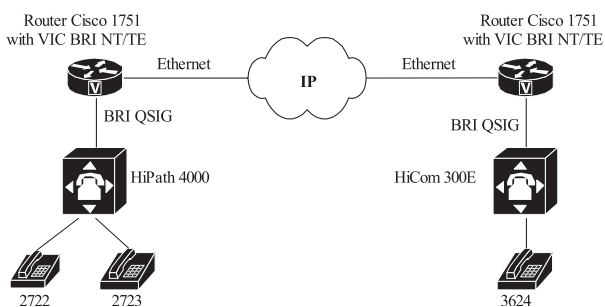 Router Cisco 1751
with VIC BRI NT/TE
Router Cisco 1751
with VIC BRI NT/TE
Ethernet
IP
Ethernet
V
V
BRI QSIG
BRI QSIG
HiPath 4000
HiCom 300E
2722
2723
3624